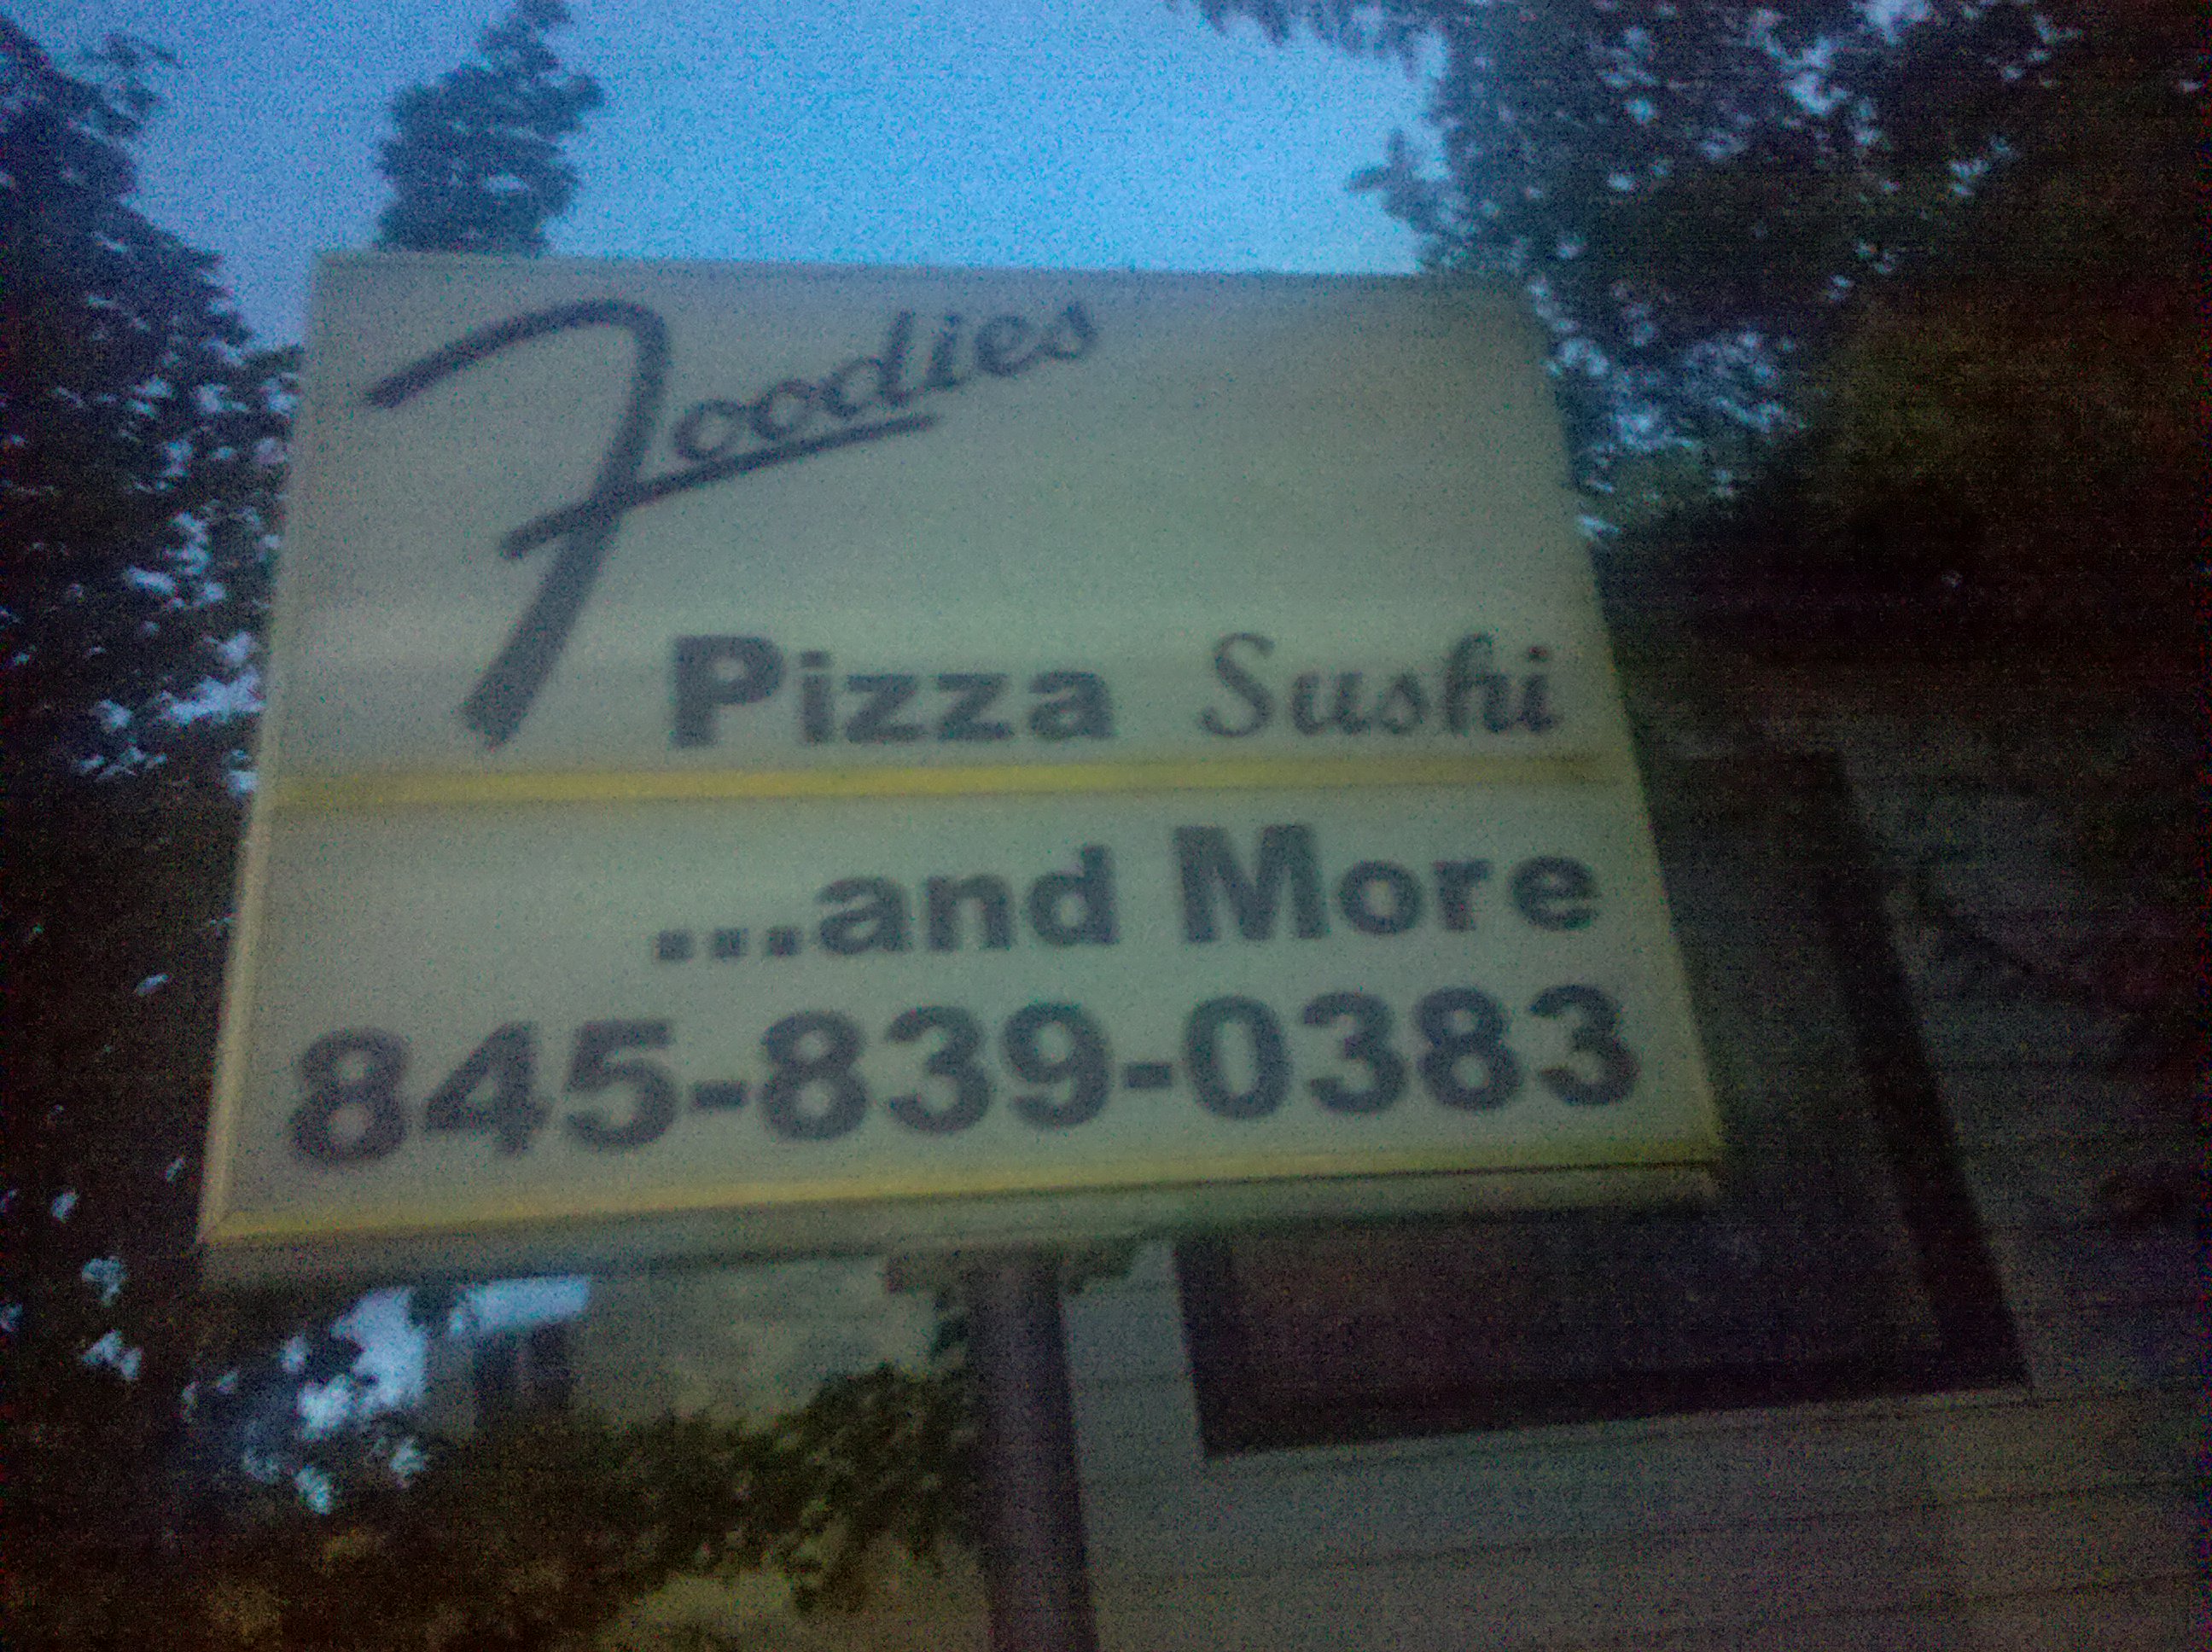 Foodies
Pizza Sushi
...and More
845-839-0383